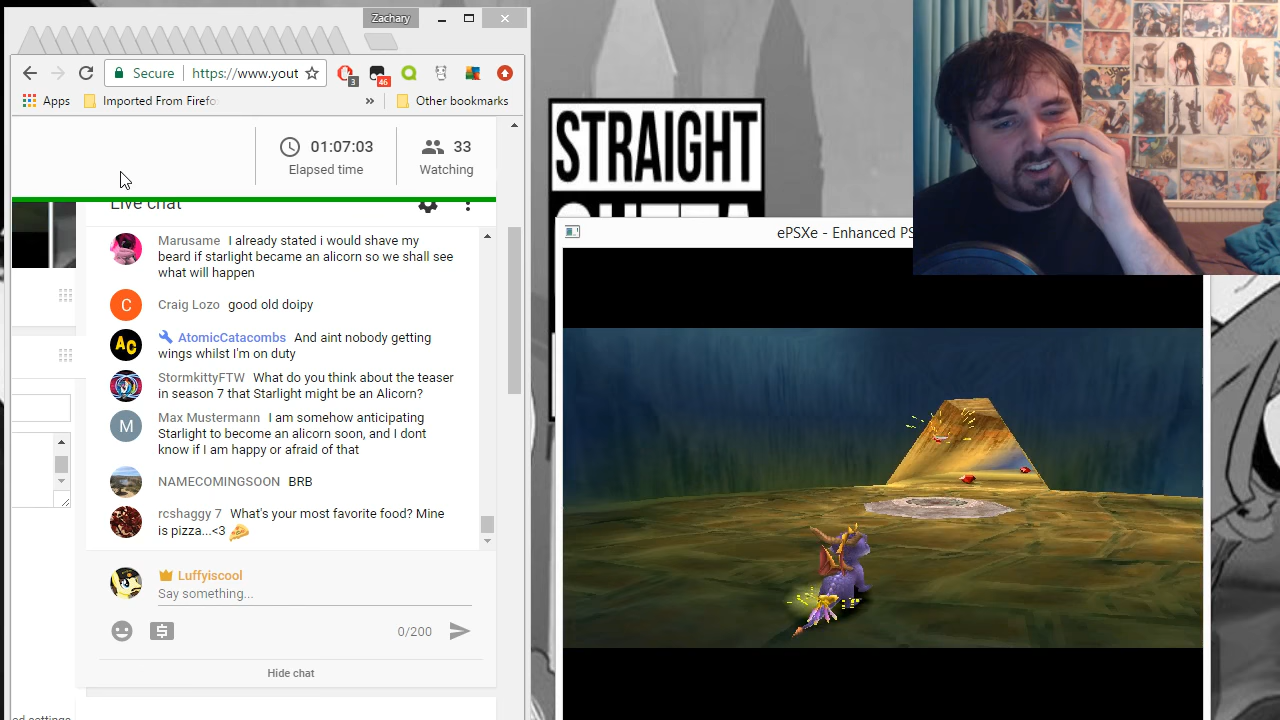 Zachary
Secure
https://www.yout
3
46
Apps
Imported From Firefo
»
Other bookmarks
01:07:03
Elapsed time
33
Watching
Live chat
Marusame I already stated i would shave my
beard if starlight became an alicorn so we shall see
what will happen
C
Craig Lozo good old doipy
AC
AtomicCatacombs And aint nobody getting
wings whilst I'm on duty
StormkittyFTW What do you think about the teaser
in season 7 that Starlight might be an Alicorn?
M
Max Mustermann I am somehow anticipating
Starlight to become an alicorn soon, and I dont
know if I am happy or afraid of that
NAMECOMINGSOON BRB
rcshaggy 7 What's your most favorite food? Mine
is pizza...<3
Luffyiscool
Say something...
0/200
Hide chat
ed settings
STRAIGHT
OUTTA
ePSXe - Enhanced PS